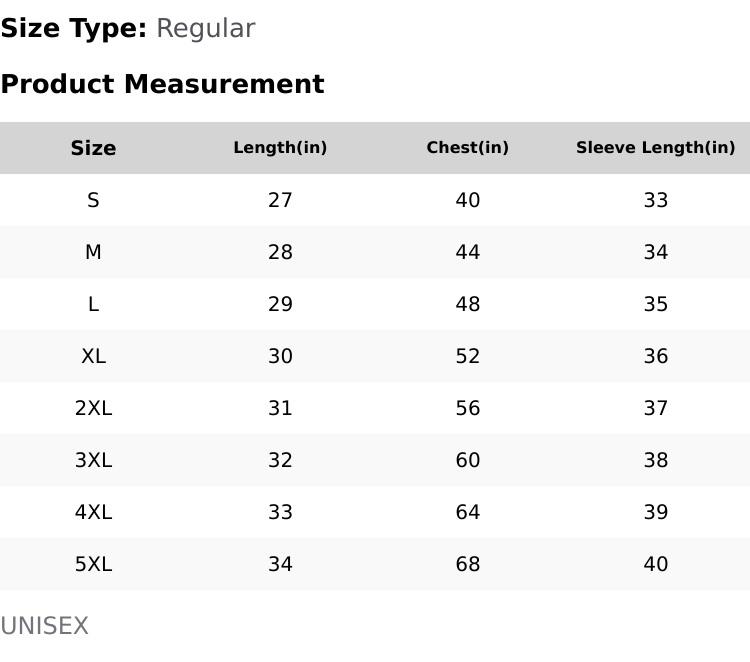 Size Type: Regular
Product Measurement
Size Length(in) Chest(in) Sleeve Length(in)
S 27 40 33
M 28 44 34
L 29 48 35
XL 30 52 36
2XL 31 56 37
3XL 32 60 38
4XL 33 64 39
5XL 34 68 40
UNISEX